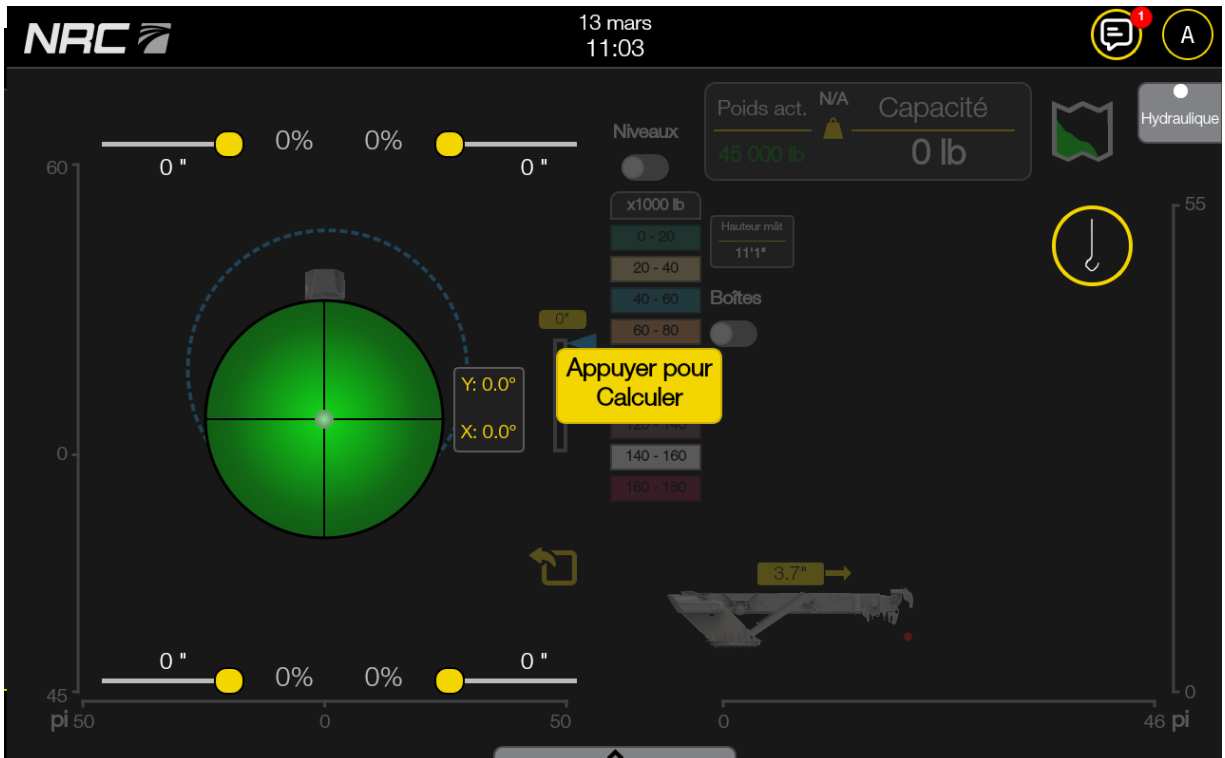 NRC
13 mars
11:03
1
A
Hydraulique
Poids act.
N/A
Capacité
45 000 lb
0 lb
Niveaux
0%
0%
0 "
0 "
60
x1000 lb
0 - 20
20 - 40
40 - 60
60 - 80
120 - 140
140 - 160
160 - 180
Hauteur mât
11'1"
Boîtes
55
0"
Appuyer pour
Calculer
Y: 0.0°
X: 0.0°
0
3.7"
0 "
0 "
0%
0%
45
pi 50
0
50
0
46 pi
0